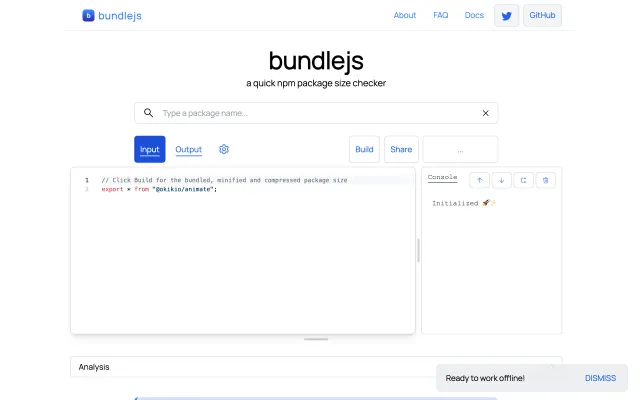 b bundlejs
About FAQ Docs GitHub
bundlejs
a quick npm package size checker
Type a package name...
Input Output Build Share ...
1 // Click Build for the bundled, minified and compressed package size
2 export * from "@okikio/animate";
Console
Initialized 🚀✨
Analysis
Ready to work offline! DISMISS